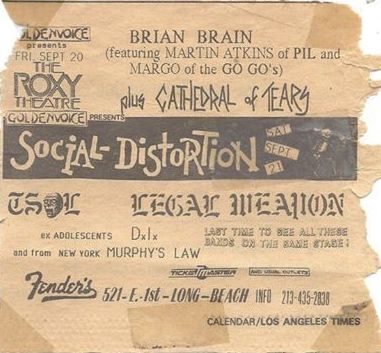 GOLDENVOICE
presents
FRI, SEPT 20
THE
ROXY
THEATRE
BRIAN BRAIN
(featuring MARTIN ATKINS of PIL and
MARGO of the GO GO's)
plus CATHEDRAL OF TEARS
GOLDENVOICE PRESENTS
SOCIAL-DISTORTION
SAT
SEPT
21
TSOL LEGAL WEAPON
ex ADOLESCENTS DxIx
LAST TIME TO SEE ALL THESE
BANDS ON THE SAME STAGE!
and from NEW YORK MURPHY'S LAW
Fender's
TICKETMASTER AND USUAL OUTLETS
521-E.-1st-LONG-BEACH INFO 213-435-2838
CALENDAR/LOS ANGELES TIMES